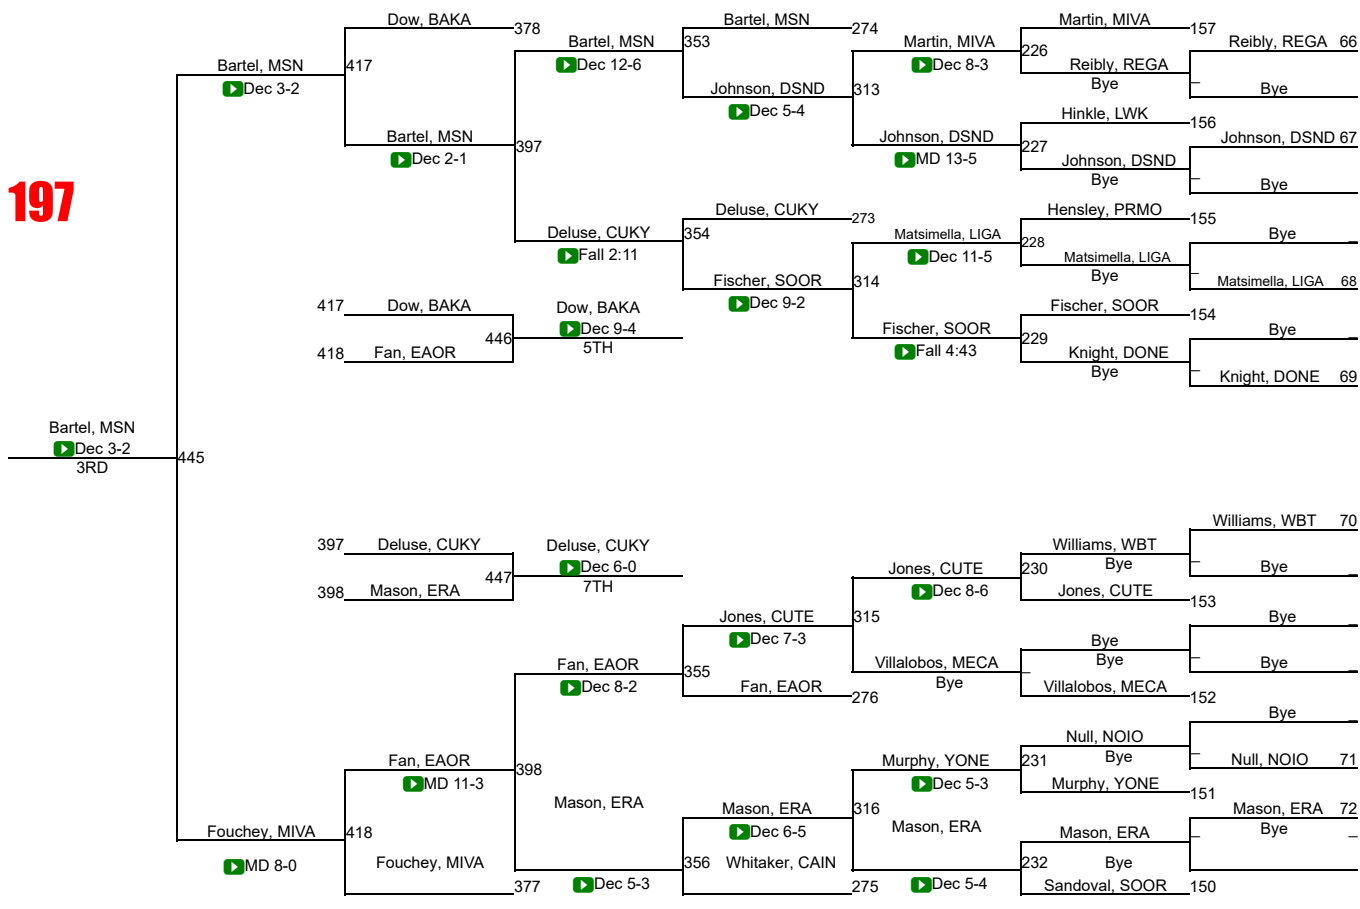 Dow, BAKA
378
Bartel, MSN
274
Martin, MIVA
157
Bartel, MSN
353
Martin, MIVA
226
Reibly, REGA 66
Bartel, MSN
417
Dec 12-6
Dec 8-3
Reibly, REGA
Dec 3-2
Johnson, DSND
313
Bye
Bye
Dec 5-4
Hinkle, LWK
156
Bartel, MSN
397
Johnson, DSND
227
Johnson, DSND 67
Dec 2-1
MD 13-5
Johnson, DSND
Bye
Bye
197
Deluse, CUKY
273
Hensley, PRMO
155
Deluse, CUKY
354
Matsimella, LIGA
228
Bye
Fall 2:11
Dec 11-5
Matsimella, LIGA
Fischer, SOOR
314
Bye
Matsimella, LIGA 68
417
Dow, BAKA
Dow, BAKA
Dec 9-2
Fischer, SOOR
154
446
Dec 9-4
Fischer, SOOR
229
Bye
418
Fan, EAOR
5TH
Fall 4:43
Knight, DONE
Bye
Knight, DONE 69
Bartel, MSN
Dec 3-2
445
3RD
Williams, WBT 70
397
Deluse, CUKY
Deluse, CUKY
Williams, WBT
447
Dec 6-0
Jones, CUTE
230
Bye
Bye
398
Mason, ERA
7TH
Dec 8-6
Jones, CUTE
153
Jones, CUTE
315
Bye
Dec 7-3
Bye
Fan, EAOR
355
Villalobos, MECA
Bye
Bye
Dec 8-2
Fan, EAOR
276
Bye
Villalobos, MECA
152
Bye
Null, NOIO
Fan, EAOR
398
Murphy, YONE
231
Bye
Null, NOIO 71
MD 11-3
Dec 5-3
Murphy, YONE
151
Mason, ERA
Mason, ERA
316
Mason, ERA 72
Fouchey, MIVA
418
Dec 6-5
Mason, ERA
Mason, ERA
Bye
MD 8-0
Fouchey, MIVA
356
Whitaker, CAIN
232
Bye
377
Dec 5-3
275
Dec 5-4
Sandoval, SOOR
150